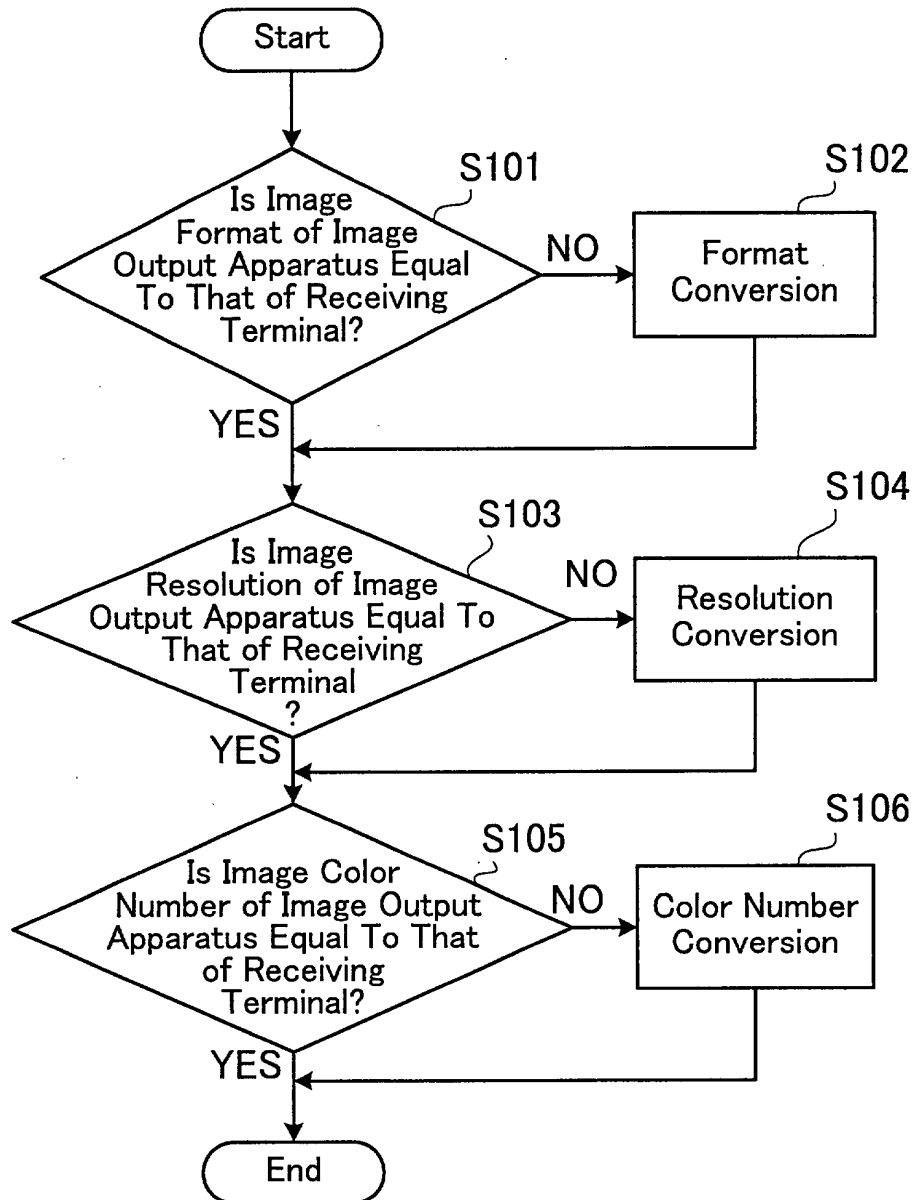 Start
S101
Is Image
Format of Image
Output Apparatus Equal
To That of Receiving
Terminal?
NO
S102
Format
Conversion
YES
S103
Is Image
Resolution of Image
Output Apparatus Equal To
That of Receiving
Terminal
?
NO
S104
Resolution
Conversion
YES
S105
Is Image Color
Number of Image Output
Apparatus Equal To That
of Receiving
Terminal?
NO
S106
Color Number
Conversion
YES
End